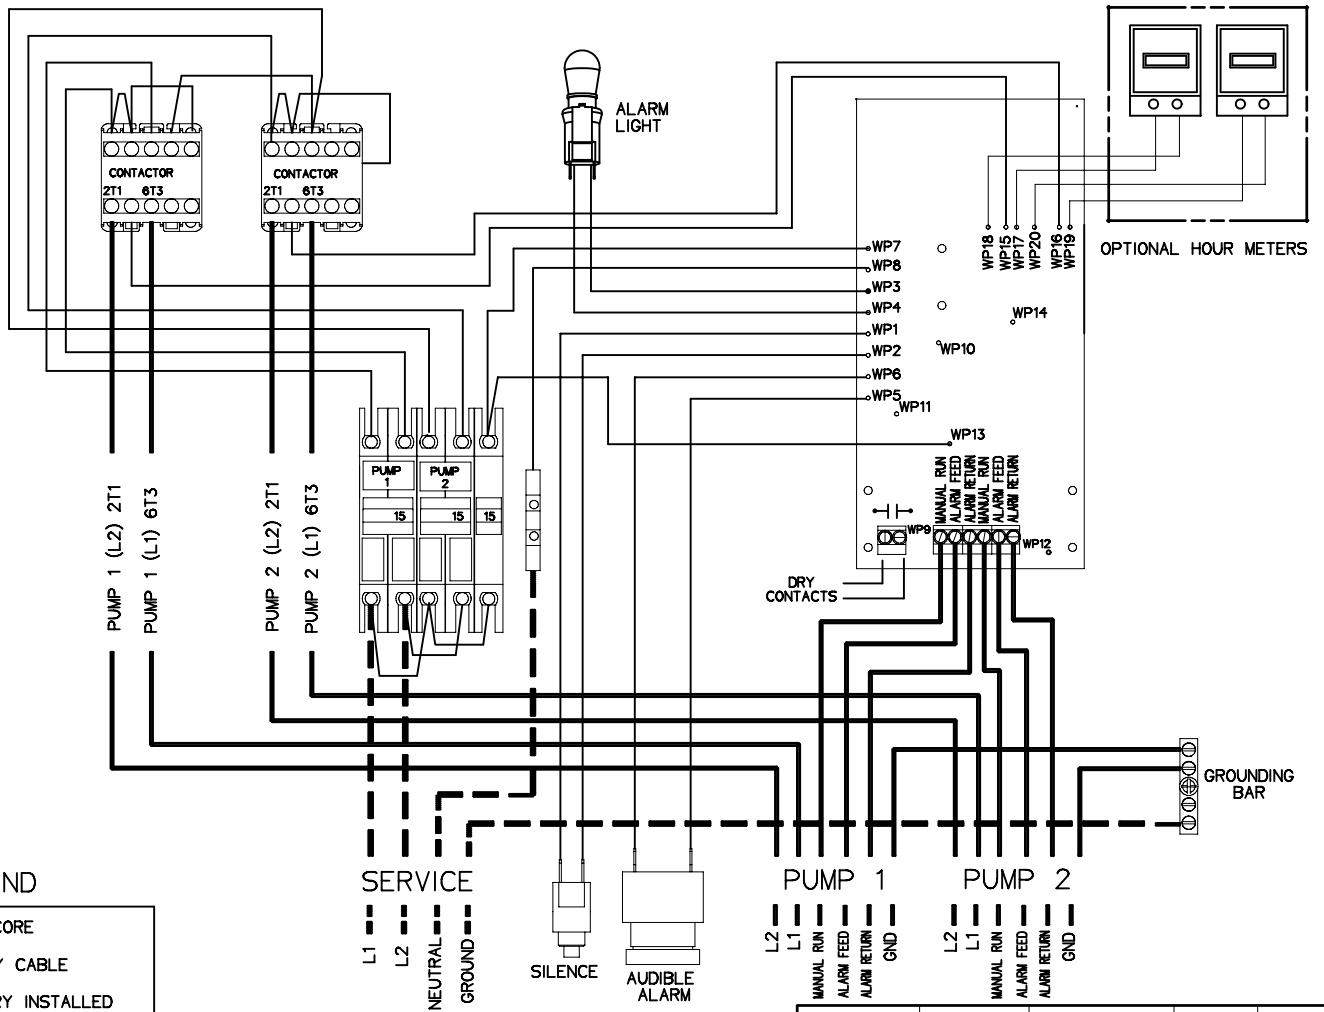 ALARM
LIGHT
CONTACTOR
2T1 6T3
CONTACTOR
2T1 6T3
OPTIONAL HOUR METERS
WP18
WP15
WP17
WP20
WP16
WP19
WP7
WP8
WP3
WP4
WP1
WP2
WP6
WP5
WP14
WP10
WP11
WP13
MANUAL RUN
ALARM FEED
ALARM RETURN
MANUAL RUN
ALARM FEED
ALARM RETURN
WP9
WP12
DRY
CONTACTS
PUMP
1
PUMP
2
15
15
15
PUMP 1 (L2) 2T1
PUMP 1 (L1) 6T3
PUMP 2 (L2) 2T1
PUMP 2 (L1) 6T3
GROUNDING
BAR
SERVICE
L1
L2
NEUTRAL
GROUND
SILENCE
AUDIBLE
ALARM
PUMP 1
L2
L1
MANUAL RUN
ALARM FEED
ALARM RETURN
GND
PUMP 2
L2
L1
MANUAL RUN
ALARM FEED
ALARM RETURN
GND
ND
CORE
Y CABLE
RY INSTALLED